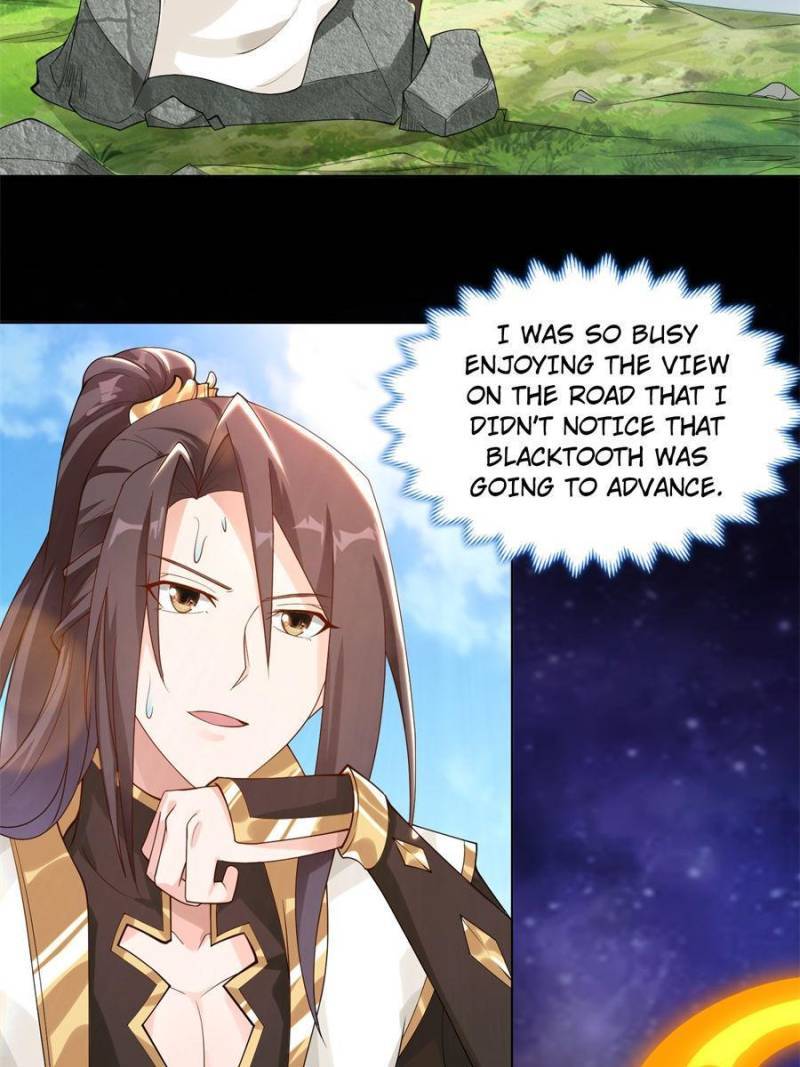 I WAS SO BUSY
ENJOYING THE VIEW
ON THE ROAD THAT I
DIDN'T NOTICE THAT
BLACKTOOTH WAS
GOING TO ADVANCE.